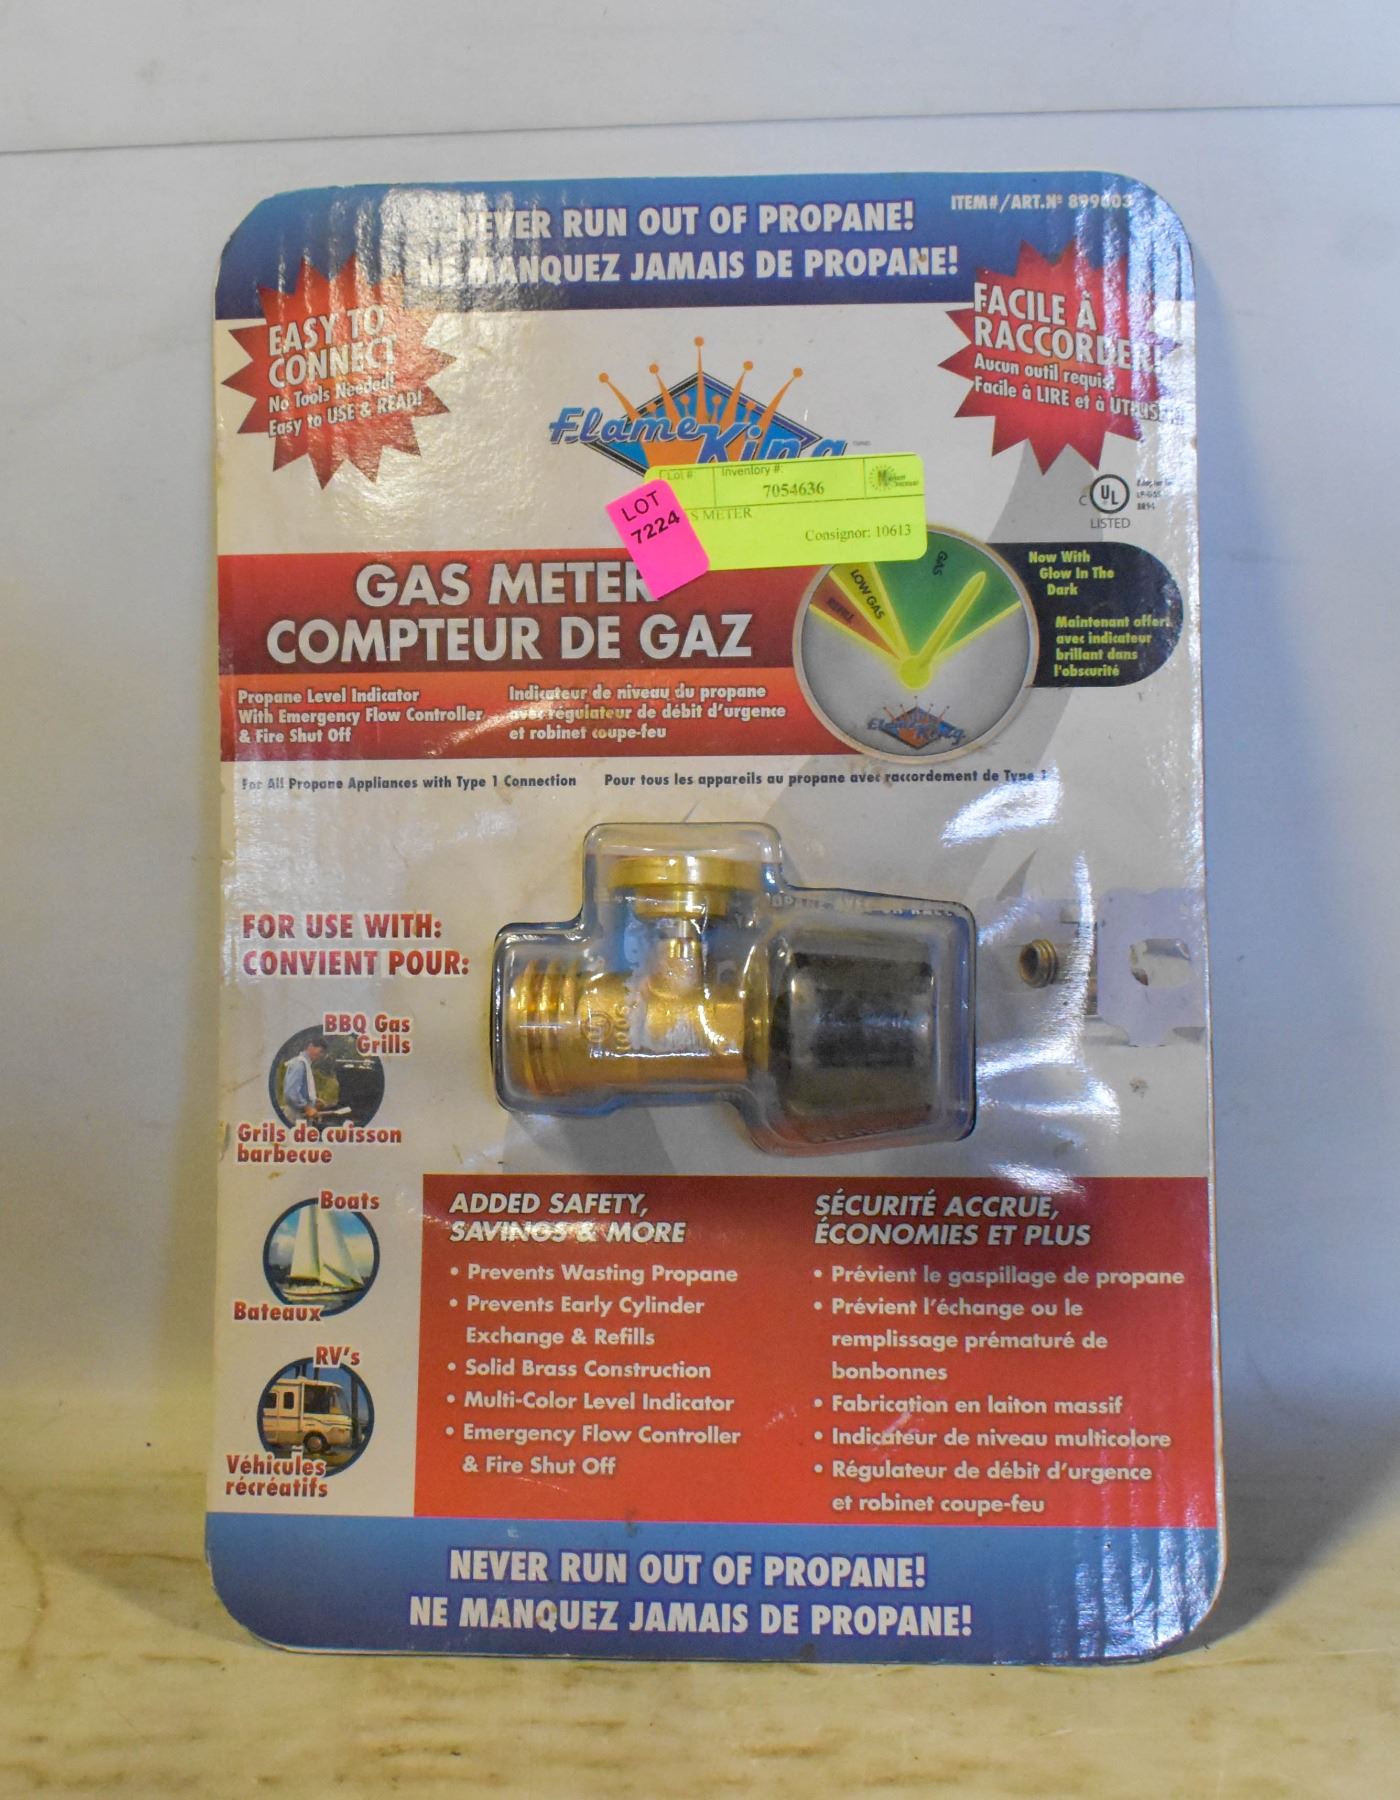 NEVER RUN OUT OF PROPANE!
NE MANQUEZ JAMAIS DE PROPANE!
ITEM#/ART.Nº 899003
EASY TO
CONNECT
No Tools Needed!
Easy to USE & READ!
FACILE À
RACCORDER!
Aucun outil requis!
Facile à LIRE et à
Flame King
Lot #
Inventory #:
7054636
S METER
Consignor: 10613
LOT
7224
C UL
LISTED
GAS METER
COMPTEUR DE GAZ
Propane Level Indicator
With Emergency Flow Controller
& Fire Shut Off
Indicateur de niveau du propane
avec régulateur de débit d'urgence
et robinet coupe-feu
REFILL
LOW GAS
GAS
Flame King
Now With
Glow In The
Dark
Maintenant offert
avec indicateur
brillant dans
l'obscurité
For All Propane Appliances with Type 1 Connection
Pour tous les appareils au propane avec raccordement de Type 1
FOR USE WITH:
CONVIENT POUR:
BBQ Gas
Grills
Grils de cuisson
barbecue
Boats
Bateaux
RV's
Véhicules
récréatifs
ADDED SAFETY,
SAVINGS & MORE
• Prevents Wasting Propane
• Prevents Early Cylinder
Exchange & Refills
• Solid Brass Construction
• Multi-Color Level Indicator
• Emergency Flow Controller
& Fire Shut Off
SÉCURITÉ ACCRUE,
ÉCONOMIES ET PLUS
• Prévient le gaspillage de propane
• Prévient l'échange ou le
remplissage prématuré de
bonbonnes
• Fabrication en laiton massif
• Indicateur de niveau multicolore
• Régulateur de débit d'urgence
et robinet coupe-feu
NEVER RUN OUT OF PROPANE!
NE MANQUEZ JAMAIS DE PROPANE!